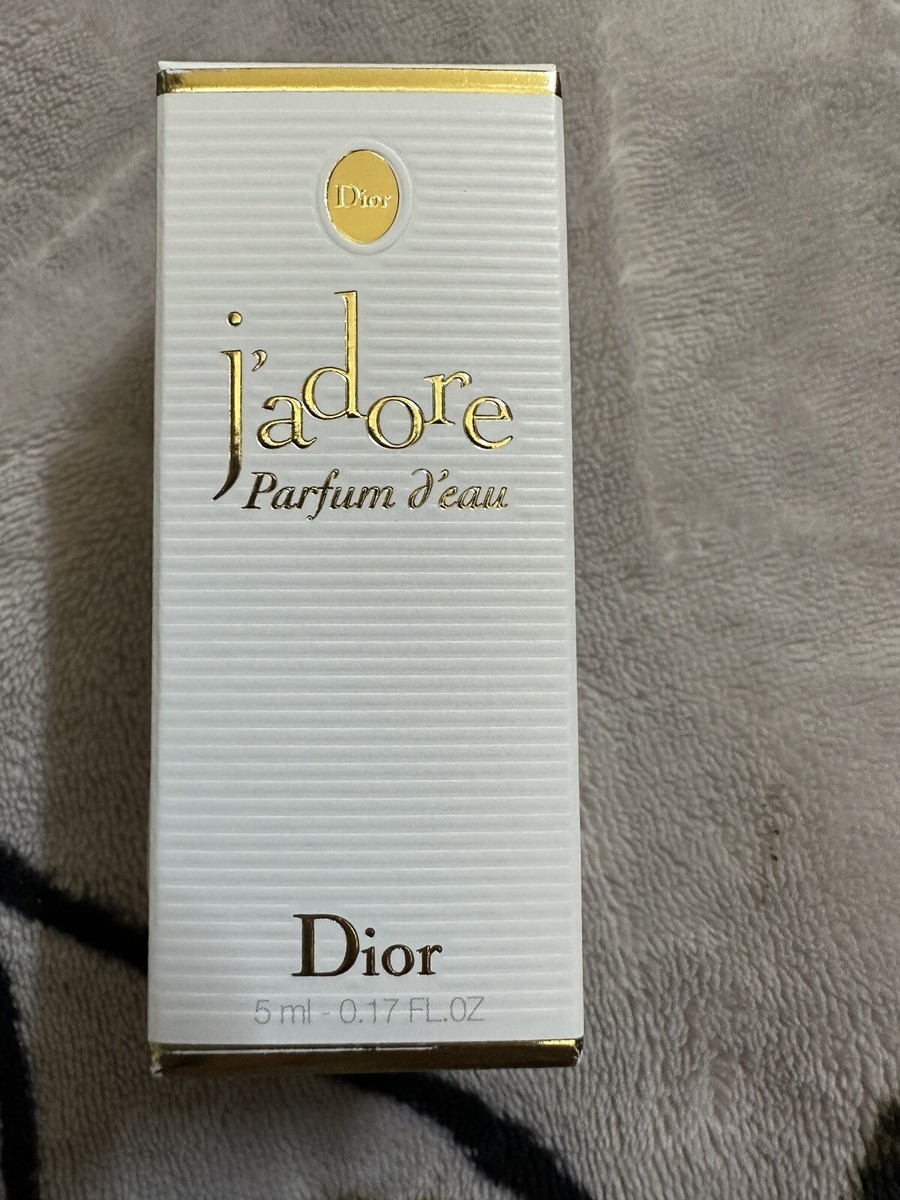 Dior
j'adore
Parfum d'eau
Dior
5 ml - 0.17 FL.OZ